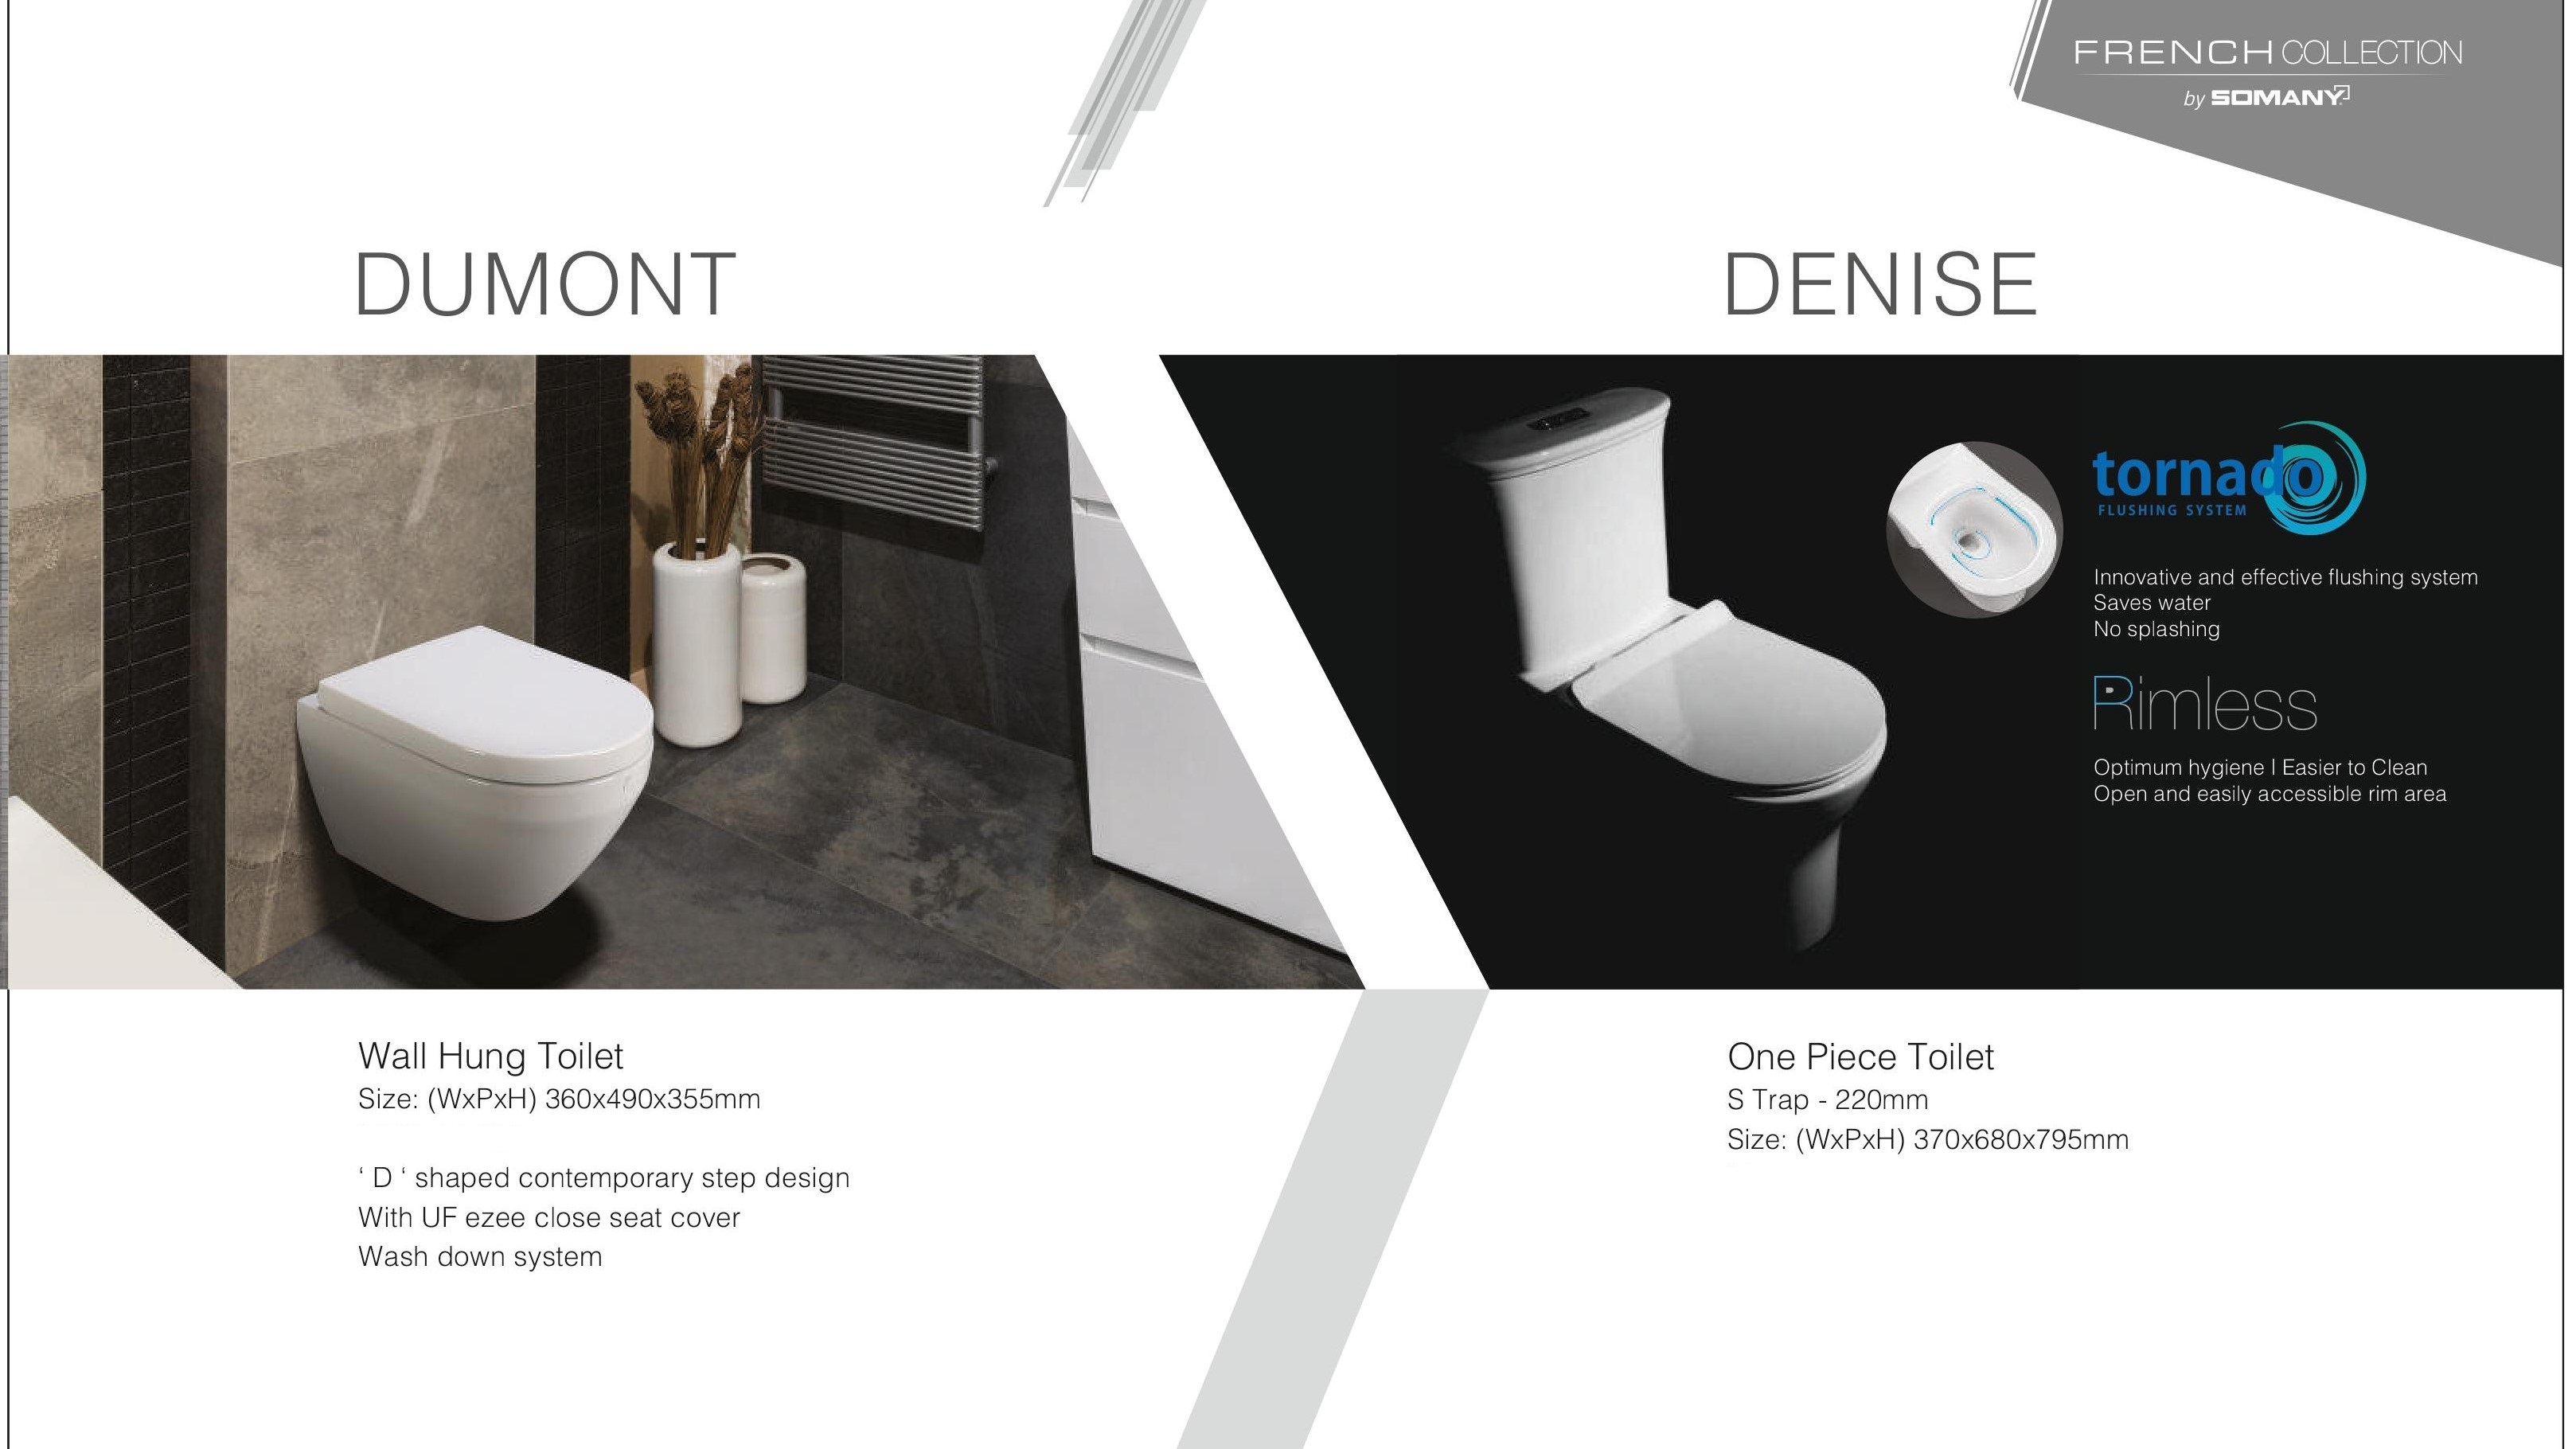 FRENCH COLLECTION
by SOMANY
DUMONT
DENISE
tornado
FLUSHING SYSTEM
Innovative and effective flushing system
Saves water
No splashing
Rimless
Optimum hygiene I Easier to Clean
Open and easily accessible rim area
Wall Hung Toilet
Size: (WxPxH) 360x490x355mm
‘ D ‘ shaped contemporary step design
With UF ezee close seat cover
Wash down system
One Piece Toilet
S Trap - 220mm
Size: (WxPxH) 370x680x795mm